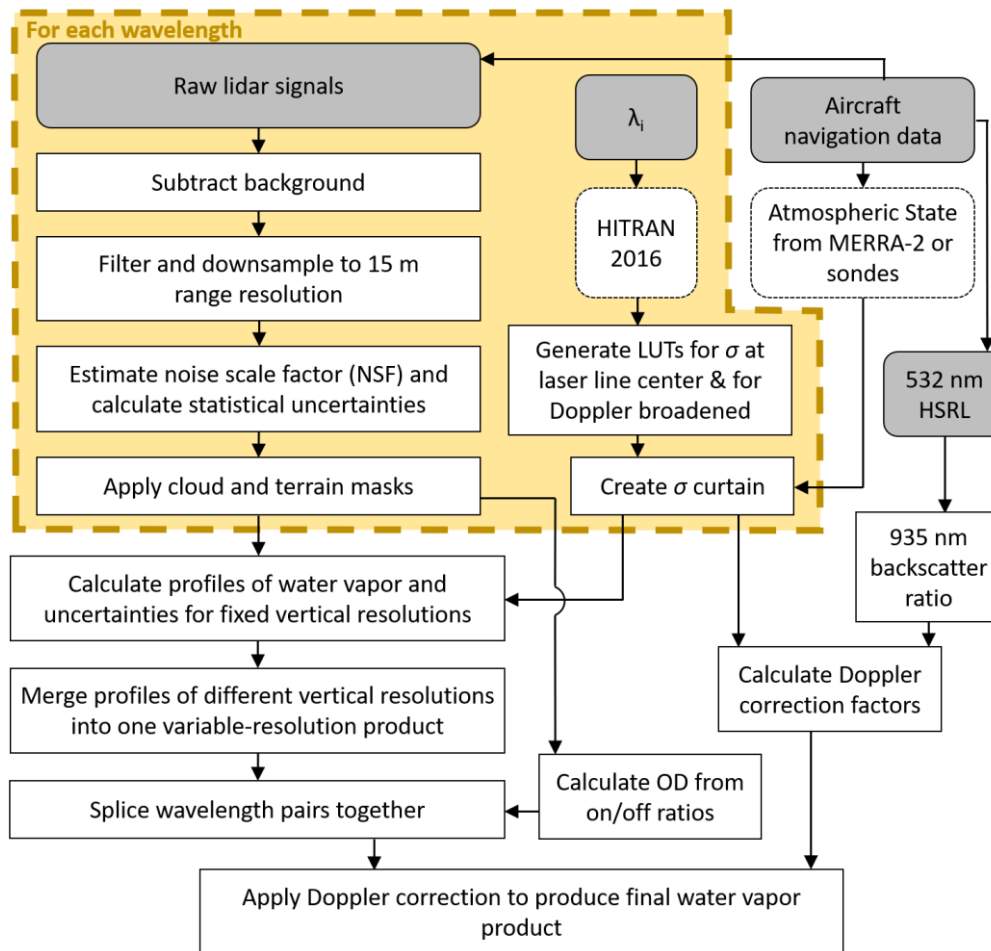 For each wavelength
Raw lidar signals
λi
Aircraft
navigation data
Subtract background
HITRAN
2016
Atmospheric State
from MERRA-2 or
sondes
Filter and downsample to 15 m
range resolution
Generate LUTs for σ at
laser line center & for
Doppler broadened
Estimate noise scale factor (NSF) and
calculate statistical uncertainties
532 nm
HSRL
Apply cloud and terrain masks
Create σ curtain
935 nm
backscatter
ratio
Calculate profiles of water vapor and
uncertainties for fixed vertical resolutions
Merge profiles of different vertical resolutions
into one variable-resolution product
Calculate Doppler
correction factors
Splice wavelength pairs together
Calculate OD from
on/off ratios
Apply Doppler correction to produce final water vapor
product